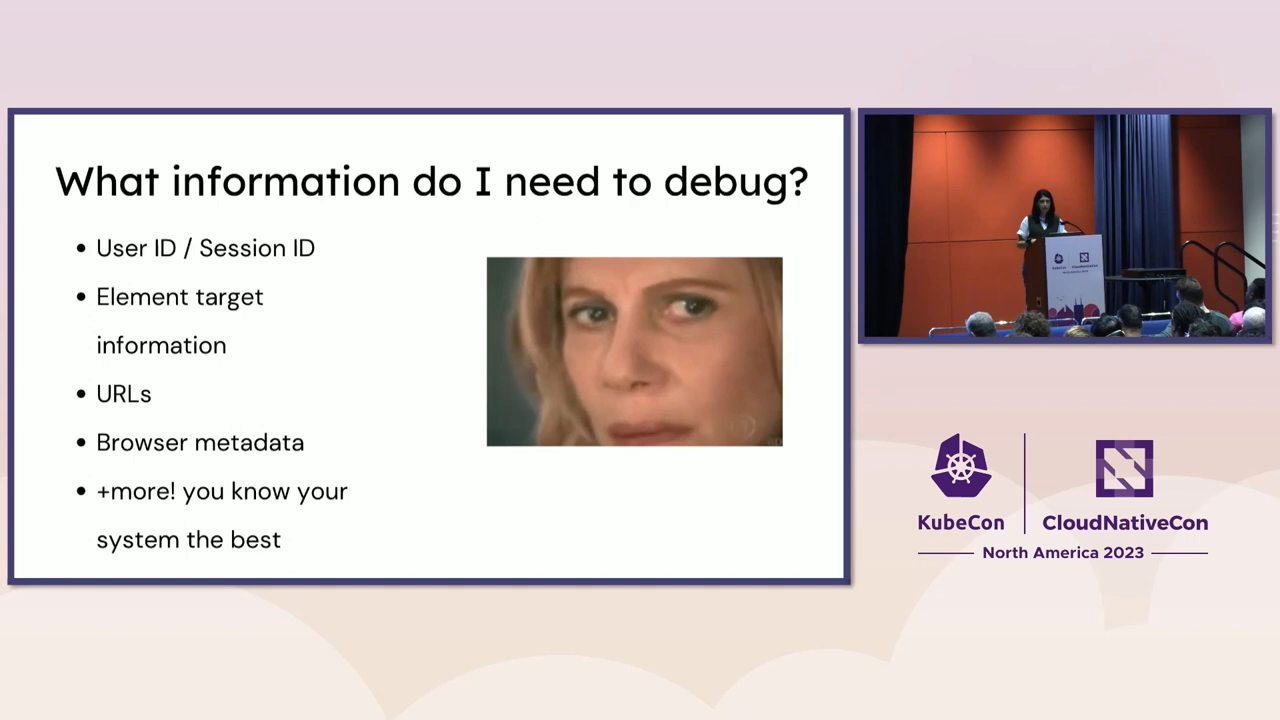 What information do I need to debug?
User ID / Session ID
Element target
information
URLs
Browser metadata
+more! you know your
system the best
KubeCon
CloudNativeCon
North America 2023